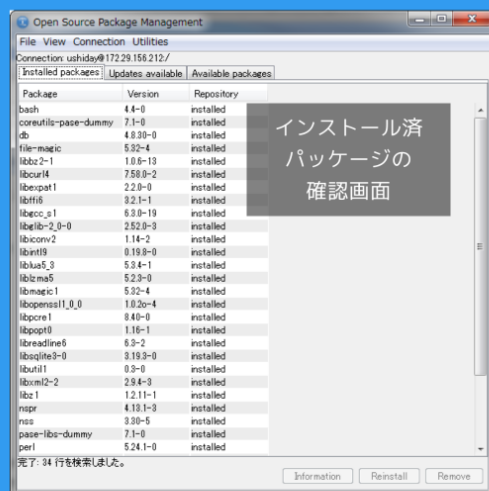 Open Source Package Management
File View Connection Utilities
Connection: ushiday@172.29.156.212:/
Installed packages Updates available Available packages
Package Version Repository
bash 4.4-0 installed
coreutils-pase-dummy 7.1-0 installed
db 4.8.30-0 installed
file-magic 5.32-4 installed
libbz2-1 1.0.6-13 installed
libcurl4 7.58.0-2 installed
libexpat1 2.2.0-0 installed
libffi6 3.2.1-1 installed
libgcc_s1 6.3.0-19 installed
libglib-2_0-0 2.52.0-3 installed
libiconv2 1.14-2 installed
libintl9 0.19.8-0 installed
liblua5_3 5.3.4-1 installed
liblzma5 5.2.3-0 installed
libmagic1 5.32-4 installed
libopenssl1_0_0 1.0.2o-4 installed
libpcre1 8.40-0 installed
libpopt0 1.16-1 installed
libreadline6 6.3-2 installed
libsqlite3-0 3.19.3-0 installed
libutil1 0.3-0 installed
libxml2-2 2.9.4-3 installed
libz1 1.2.11-1 installed
nspr 4.13.1-3 installed
nss 3.30-5 installed
pase-libs-dummy 7.1-0 installed
perl 5.24.1-0 installed
インストール済
パッケージの
確認画面
完了: 34 行を検索しました。
Information Reinstall Remove